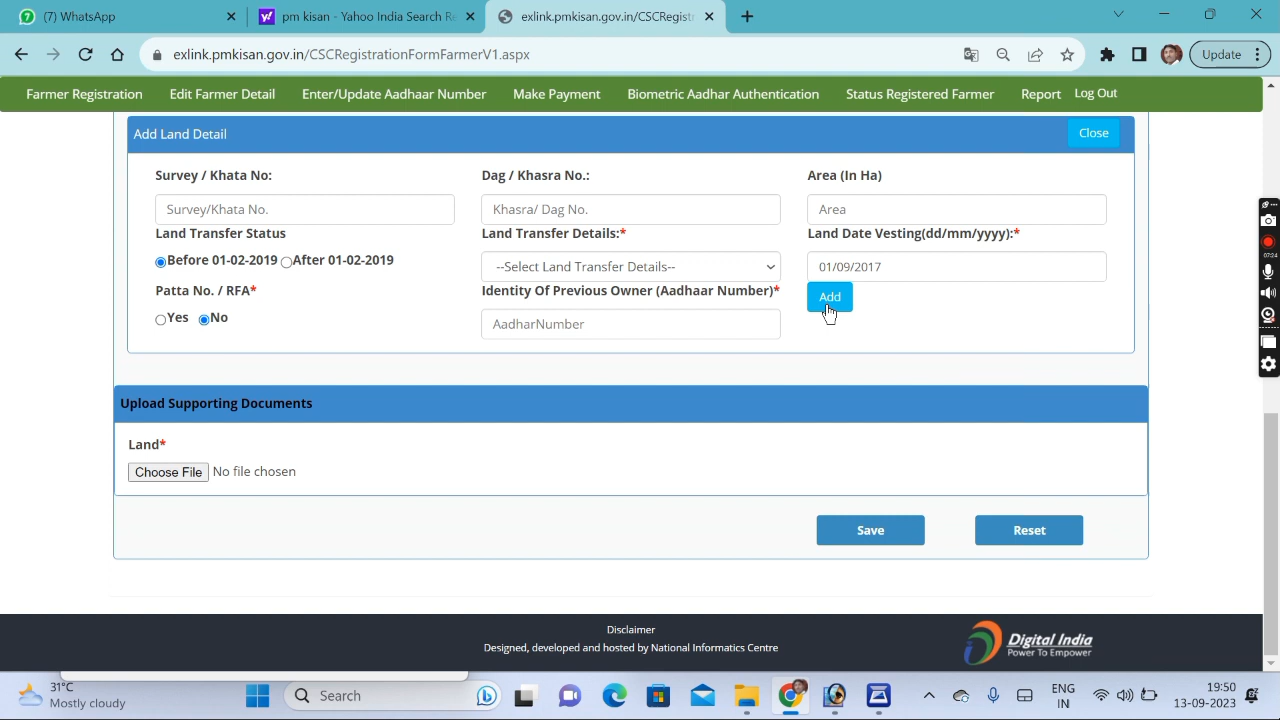 (7) WhatsApp
pm kisan - Yahoo India Search Re
exlink.pmkisan.gov.in/CSCRegistr
exlink.pmkisan.gov.in/CSCRegistrationFormFarmerV1.aspx
Update
Farmer Registration Edit Farmer Detail Enter/Update Aadhaar Number Make Payment Biometric Aadhar Authentication Status Registered Farmer Report Log Out
Add Land Detail
Close
Survey / Khata No: Dag / Khasra No.: Area (In Ha)
Survey/Khata No. Khasra/ Dag No. Area
Land Transfer Status Land Transfer Details:* Land Date Vesting(dd/mm/yyyy):*
Before 01-02-2019 After 01-02-2019 --Select Land Transfer Details-- 01/09/2017
Patta No. / RFA* Identity Of Previous Owner (Aadhaar Number)* Add
Yes No AadharNumber
Upload Supporting Documents
Land*
Choose File No file chosen
Save Reset
Disclaimer
Designed, developed and hosted by National Informatics Centre
Digital India
Power To Empower
07:24
31°C
Mostly cloudy
Search
ENG
IN
19:50
13-09-2023